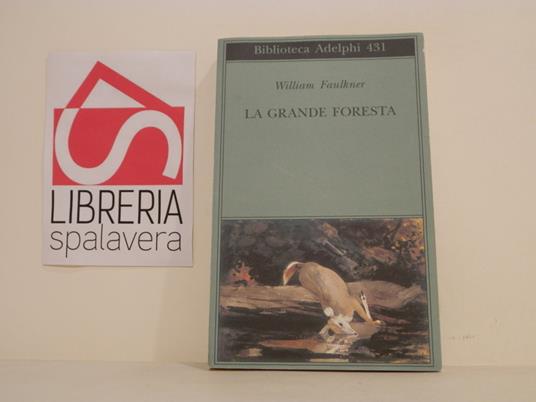 LIBRERIA
spalavera
Biblioteca Adelphi 431
William Faulkner
LA GRANDE FORESTA